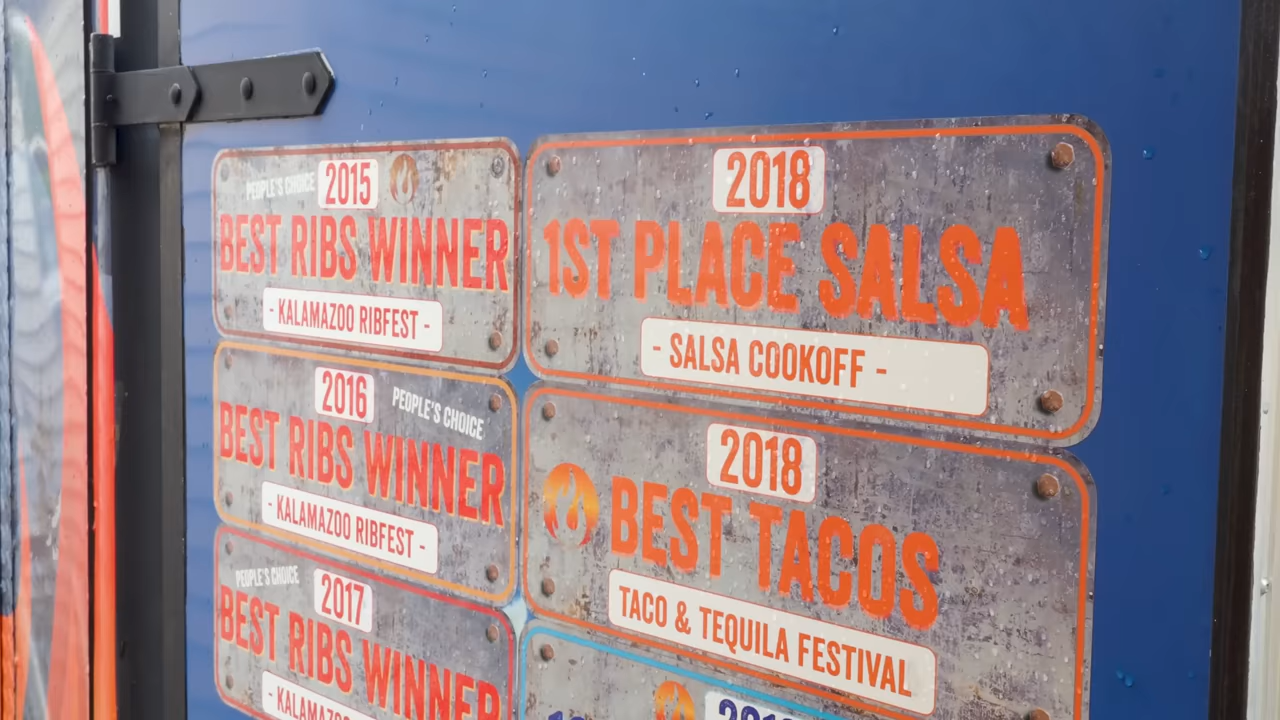 PEOPLE'S CHOICE 2015
BEST RIBS WINNER
- KALAMAZOO RIBFEST -
2016 PEOPLE'S CHOICE
BEST RIBS WINNER
- KALAMAZOO RIBFEST -
PEOPLE'S CHOICE 2017
BEST RIBS WINNER
2018
1ST PLACE SALSA
- SALSA COOKOFF -
2018
BEST TACOS
TACO & TEQUILA FESTIVAL